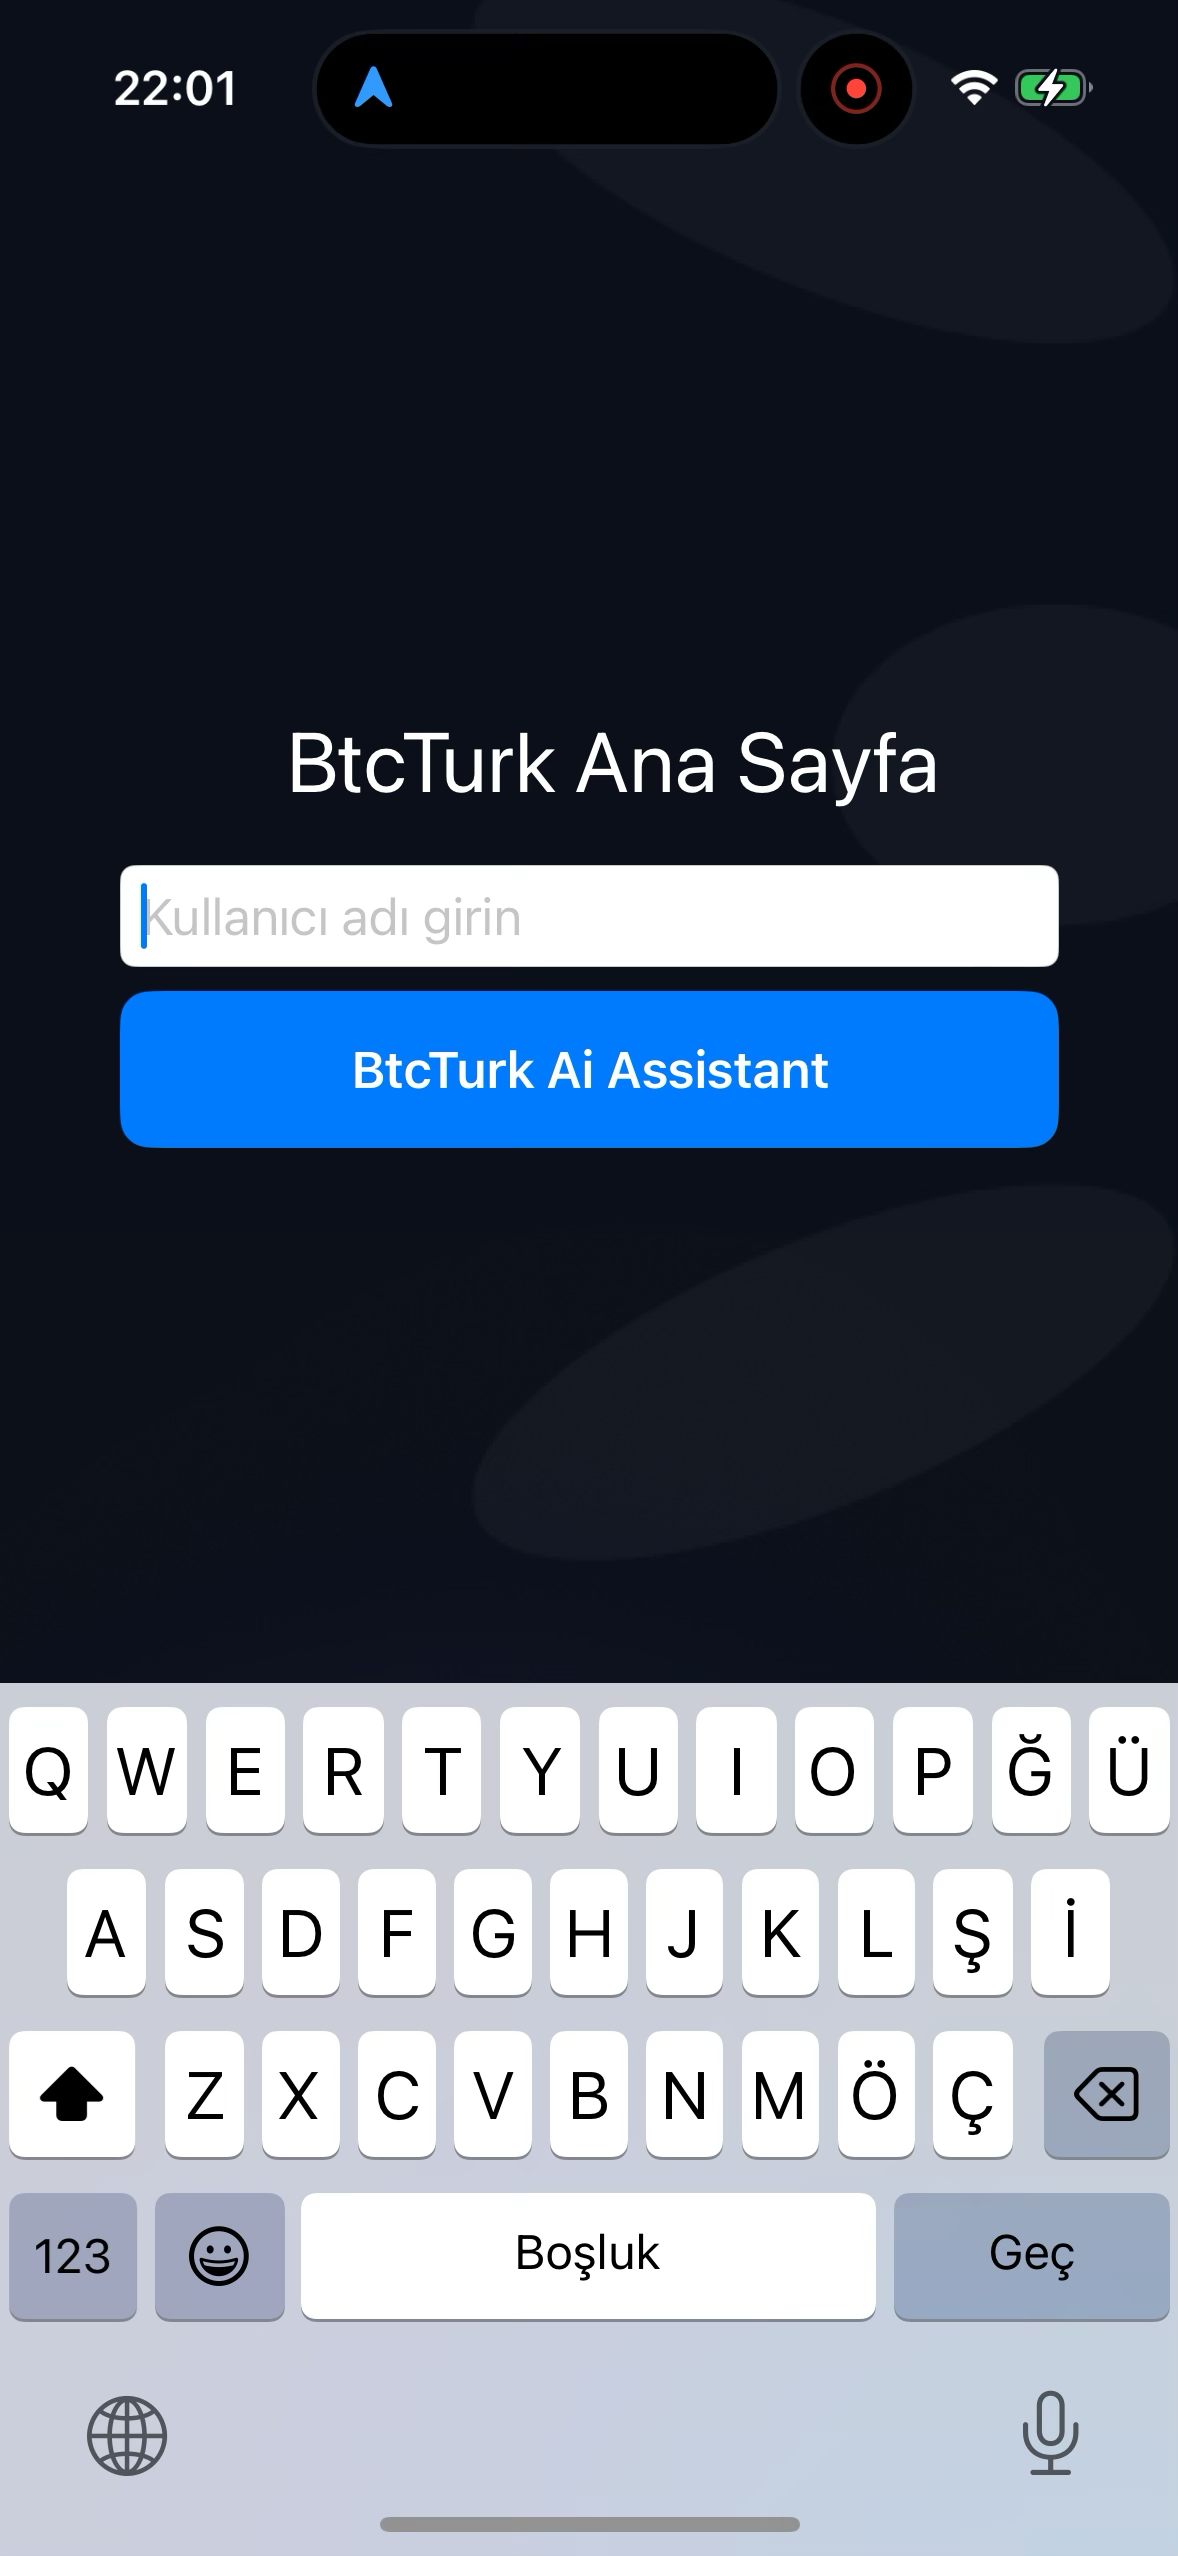 22:01
BtcTurk Ana Sayfa
Kullanıcı adı girin
BtcTurk Ai Assistant
Q W E R T Y U I O P Ğ Ü
A S D F G H J K L Ş İ
Z X C V B N M Ö Ç
123 Boşluk Geç